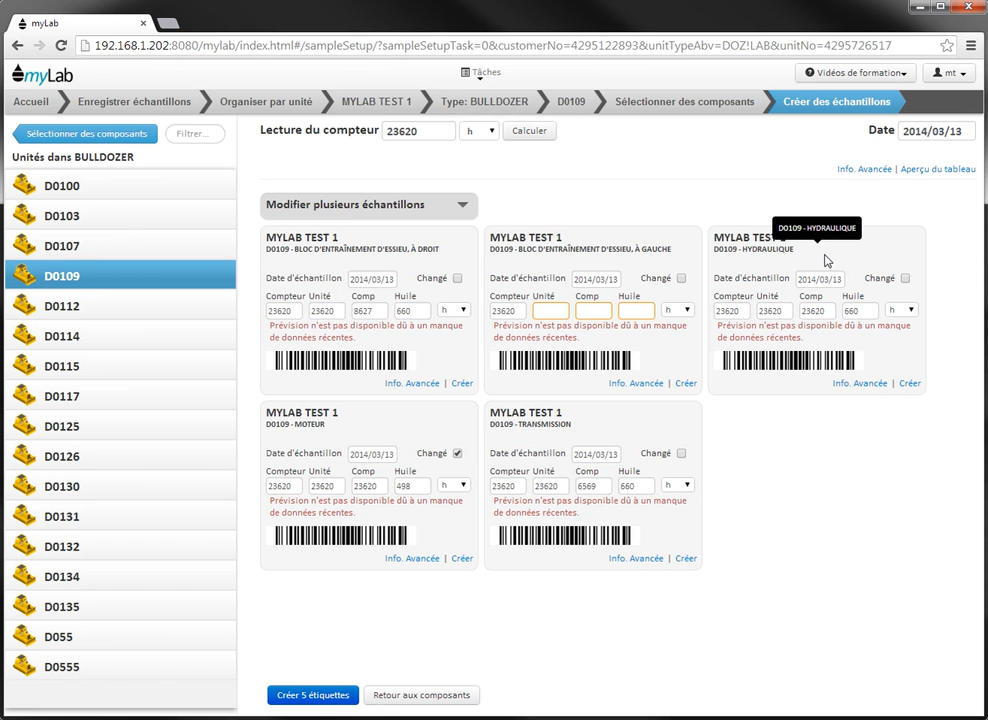 myLab
192.168.1.202:8080/mylab/index.html#/sampleSetup/?sampleSetupTask=0&customerNo=4295122893&unitTypeAbv=DOZ!LAB&unitNo=4295726517
myLab
Tâches
Vidéos de formation
mt
Accueil
Enregistrer échantillons
Organiser par unité
MYLAB TEST 1
Type: BULLDOZER
D0109
Sélectionner des composants
Créer des échantillons
Sélectionner des composants
Filtrer...
Unités dans BULLDOZER
D0100
D0103
D0107
D0109
D0112
D0114
D0115
D0117
D0125
D0126
D0130
D0131
D0132
D0134
D0135
D055
D0555
Lecture du compteur 23620 h Calculer
Date 2014/03/13
Info. Avancée | Aperçu du tableau
Modifier plusieurs échantillons
MYLAB TEST 1
D0109 - BLOC D'ENTRAÎNEMENT D'ESSIEU, À DROIT
Date d'échantillon 2014/03/13 Changé
Compteur Unité Comp Huile
23620 23620 8627 660 h
Prévision n'est pas disponible dû à un manque
de données récentes.
Info. Avancée | Créer
MYLAB TEST 1
D0109 - BLOC D'ENTRAÎNEMENT D'ESSIEU, À GAUCHE
Date d'échantillon 2014/03/13 Changé
Compteur Unité Comp Huile
23620 h
Prévision n'est pas disponible dû à un manque
de données récentes.
Info. Avancée | Créer
D0109 - HYDRAULIQUE
MYLAB TEST 1
D0109 - HYDRAULIQUE
Date d'échantillon 2014/03/13 Changé
Compteur Unité Comp Huile
23620 23620 23620 660 h
Prévision n'est pas disponible dû à un manque
de données récentes.
Info. Avancée | Créer
MYLAB TEST 1
D0109 - MOTEUR
Date d'échantillon 2014/03/13 Changé
Compteur Unité Comp Huile
23620 23620 23620 498 h
Prévision n'est pas disponible dû à un manque
de données récentes.
Info. Avancée | Créer
MYLAB TEST 1
D0109 - TRANSMISSION
Date d'échantillon 2014/03/13 Changé
Compteur Unité Comp Huile
23620 23620 6569 660 h
Prévision n'est pas disponible dû à un manque
de données récentes.
Info. Avancée | Créer
Créer 5 étiquettes
Retour aux composants